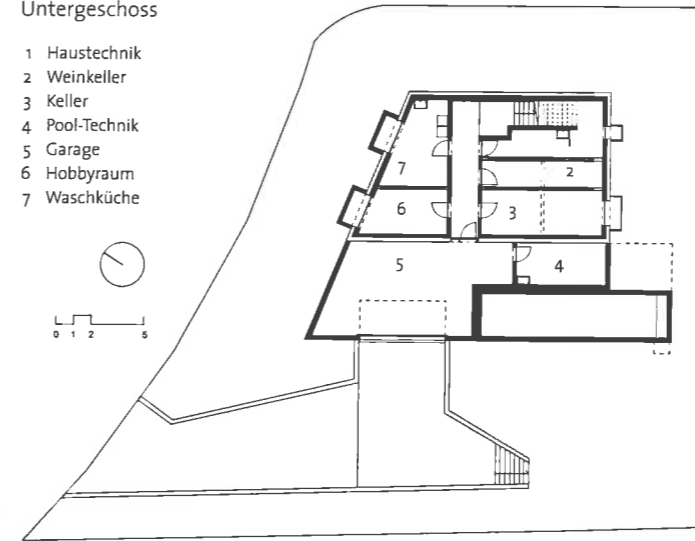 Untergeschoss
1 Haustechnik
2 Weinkeller
3 Keller
4 Pool-Technik
5 Garage
6 Hobbyraum
7 Waschküche
0 1 2 5
1
2
7
6
3
5
4